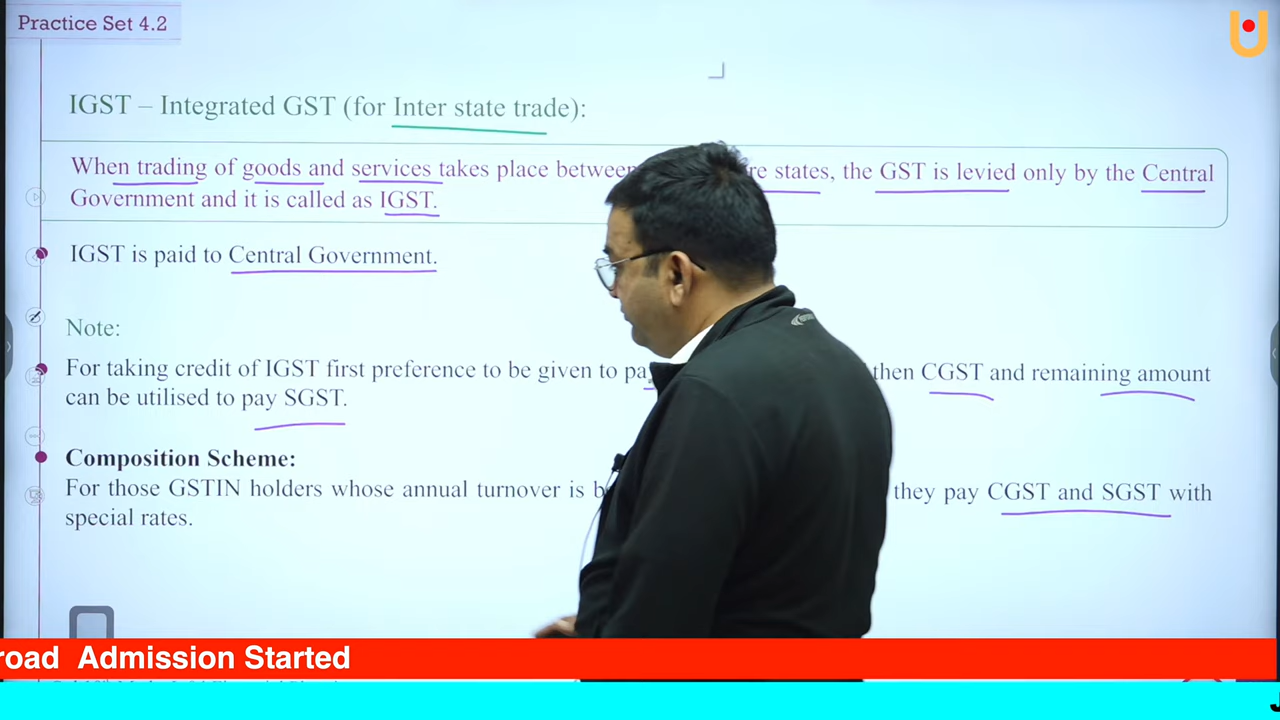 Practice Set 4.2
IGST – Integrated GST (for Inter state trade):
When trading of goods and services takes place between re states, the GST is levied only by the Central
Government and it is called as IGST.
IGST is paid to Central Government.
Note:
For taking credit of IGST first preference to be given to pa then CGST and remaining amount
can be utilised to pay SGST.
Composition Scheme:
For those GSTIN holders whose annual turnover is b they pay CGST and SGST with
special rates.
road Admission Started